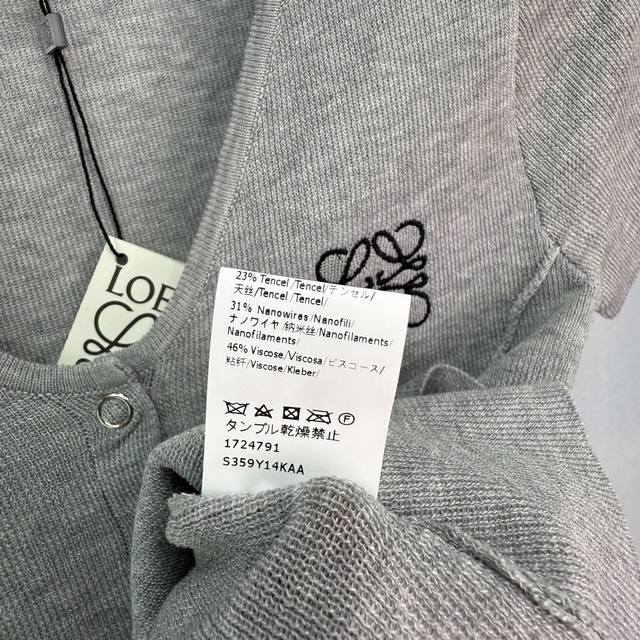 LOE
23% Tencel/Tencel/テンセル/
天丝/Tencel/Tencel/
31% Nanowires/Nanofili/
ナノワイヤ/纳米丝/Nanofilaments/
Nanofilaments/
46% Viscose/Viscosa/ビスコース/
粘纤/Viscose/Kleber/
F
タンブル乾燥禁止
1724791
S359Y14KAA